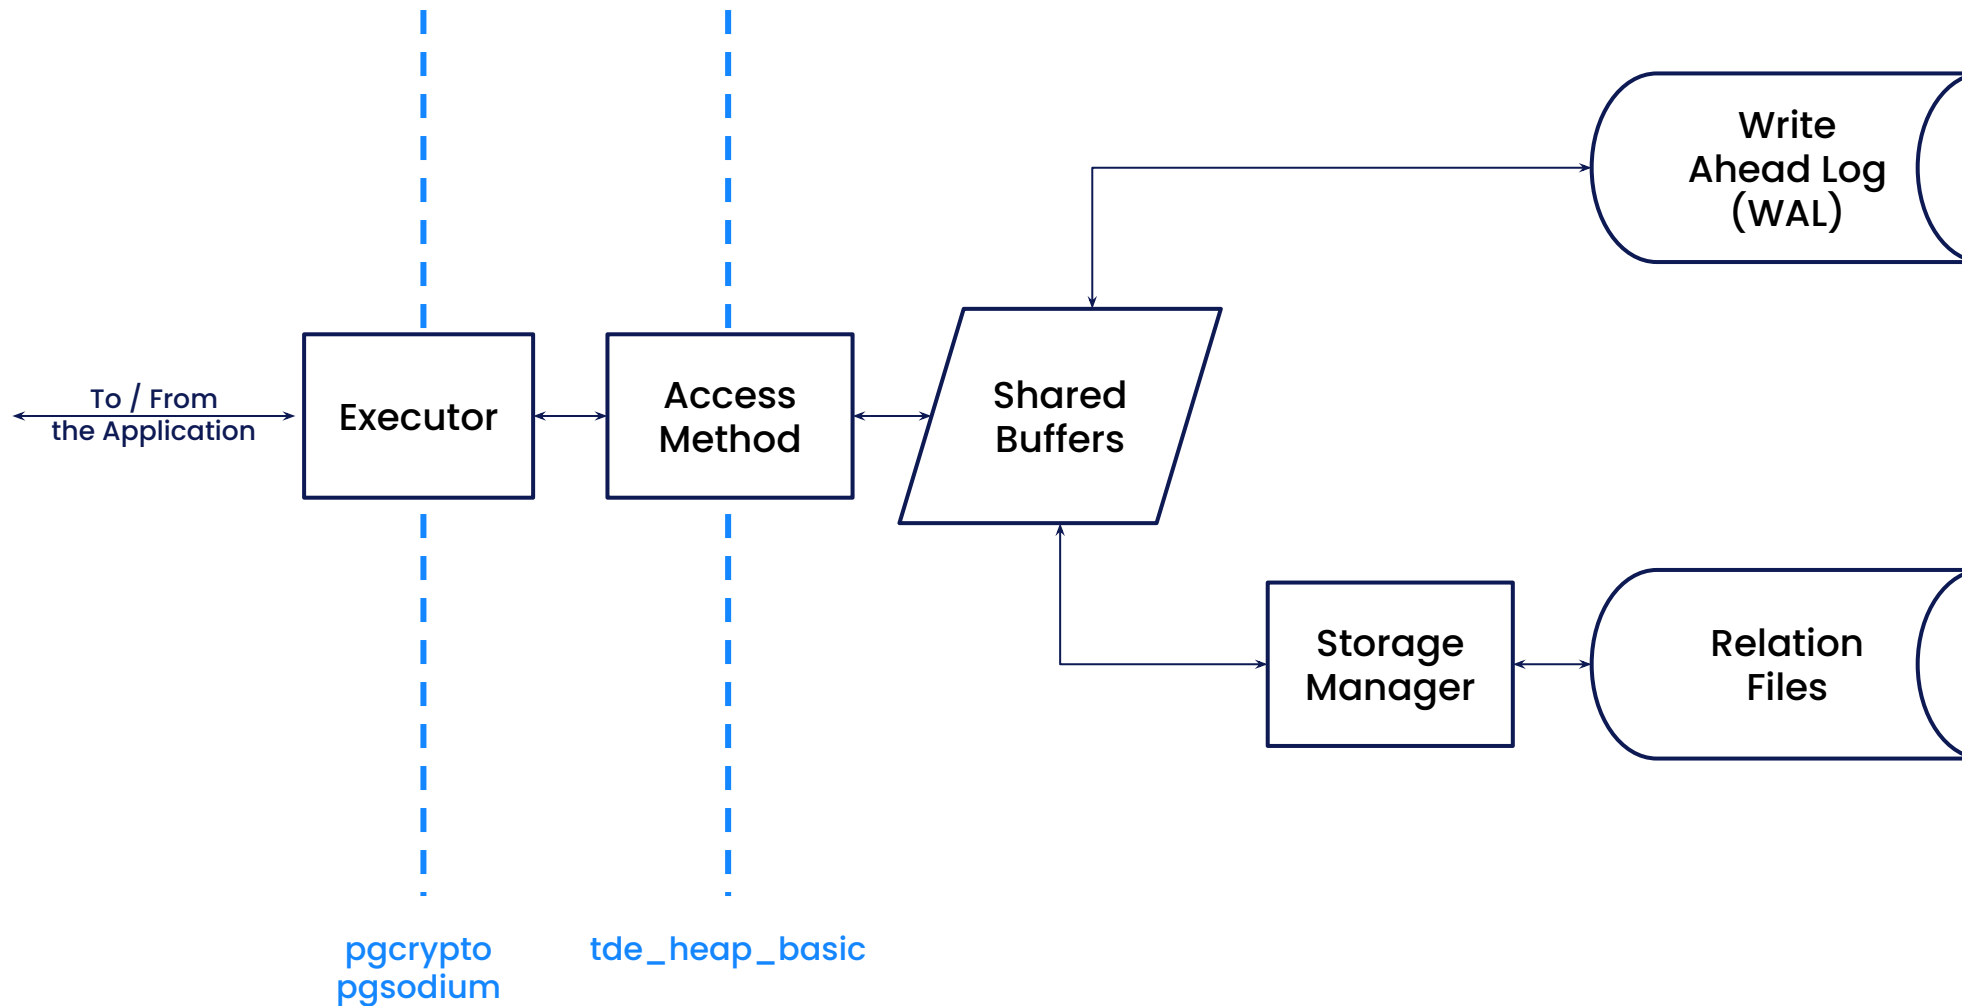 Write
Ahead Log
(WAL)
To / From
the Application
Executor
Access
Method
Shared
Buffers
Storage
Manager
Relation
Files
pgcrypto
pgsodium
tde_heap_basic